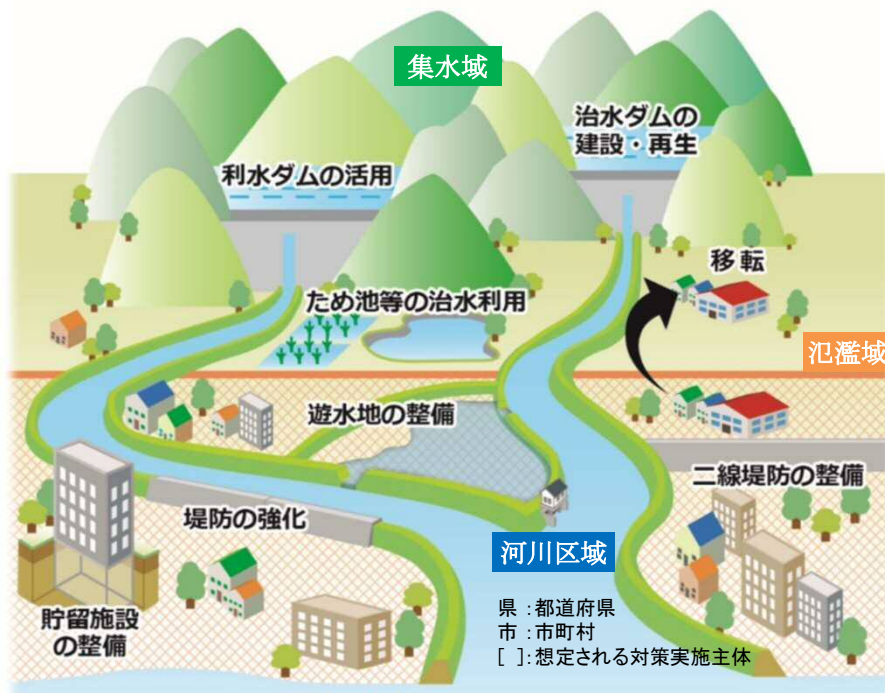 集水域
治水ダムの
建設・再生
利水ダムの活用
移転
ため池等の治水利用
氾濫域
遊水地の整備
二線堤防の整備
堤防の強化
河川区域
貯留施設
の整備
県：都道府県
市：市町村
[ ]：想定される対策実施主体